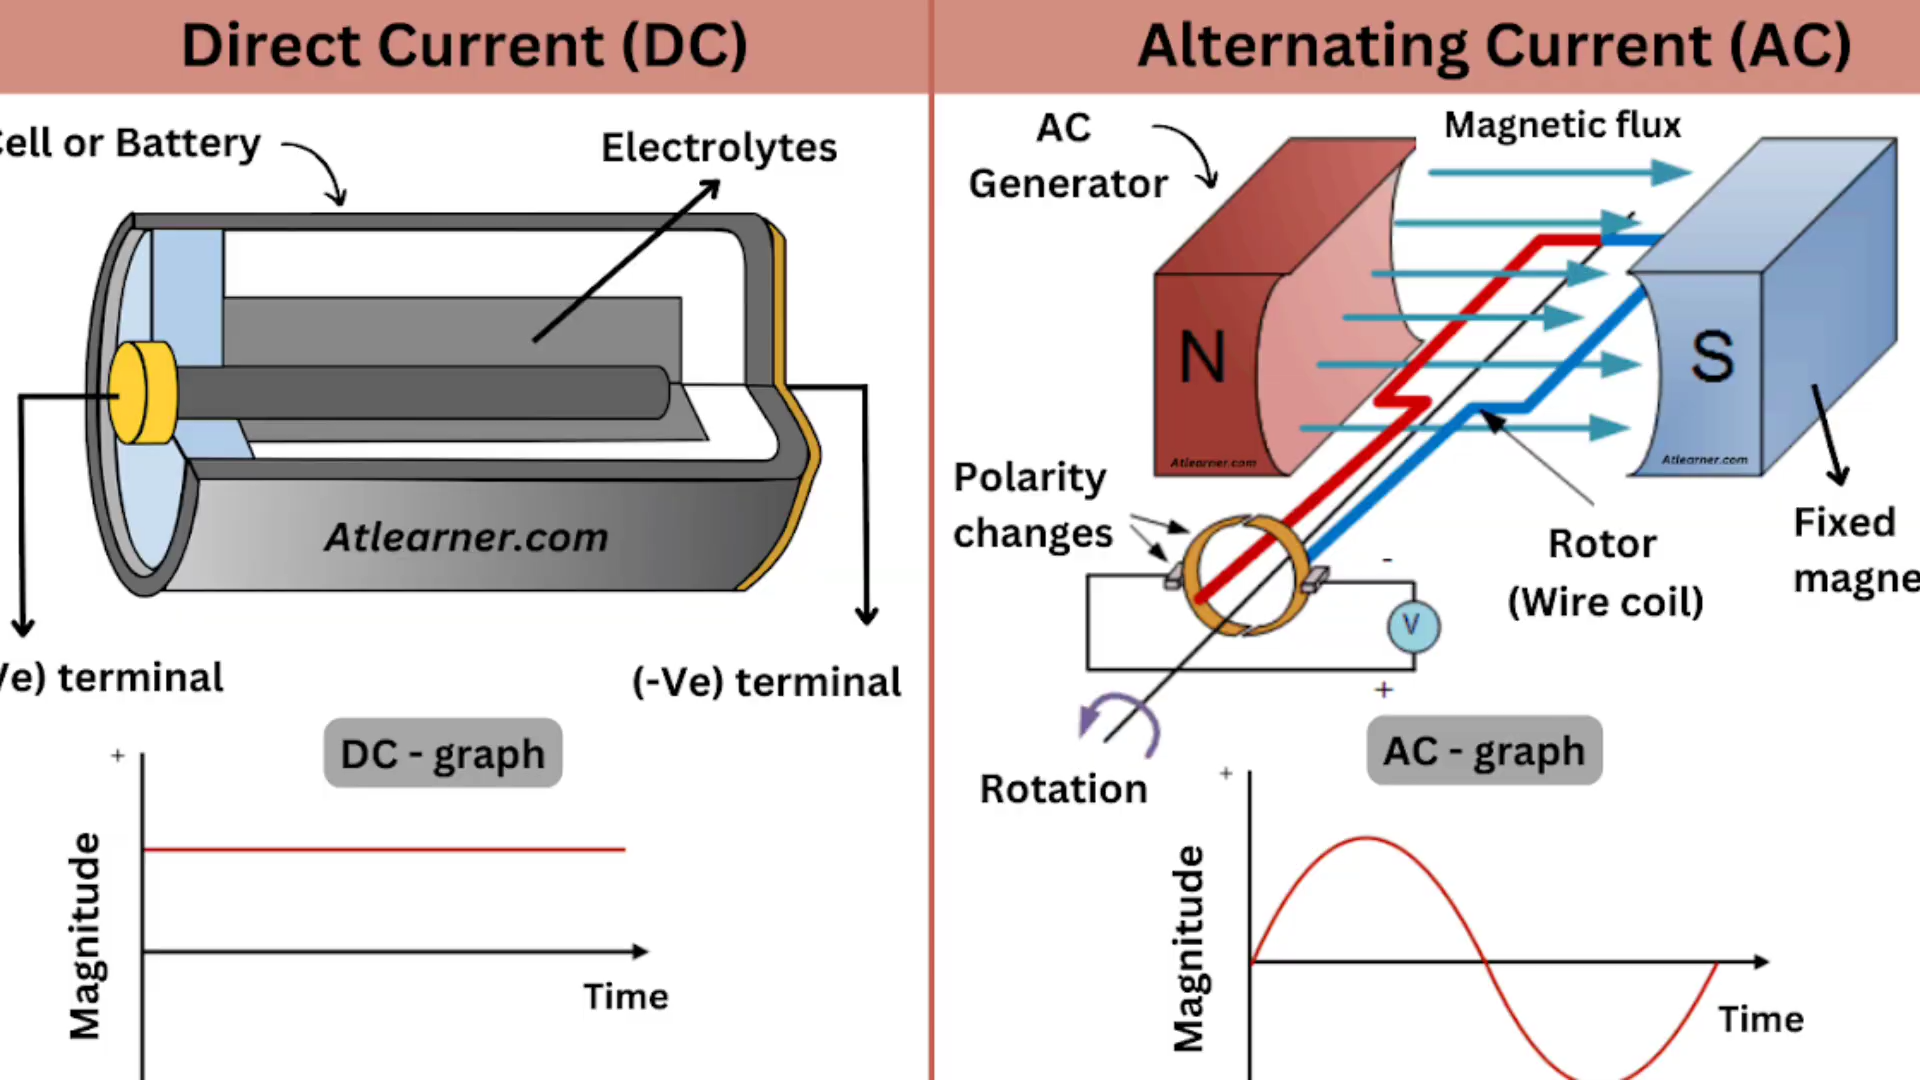 Direct Current (DC)
Cell or Battery
Electrolytes
Atlearner.com
Ve) terminal
(-Ve) terminal
DC - graph
+
Magnitude
Time
Alternating Current (AC)
AC
Generator
Magnetic flux
N
S
Atlearner.com
Atlearner.com
Polarity
changes
Rotor
(Wire coil)
Fixed
magne
-
V
+
Rotation
AC - graph
+
Magnitude
Time